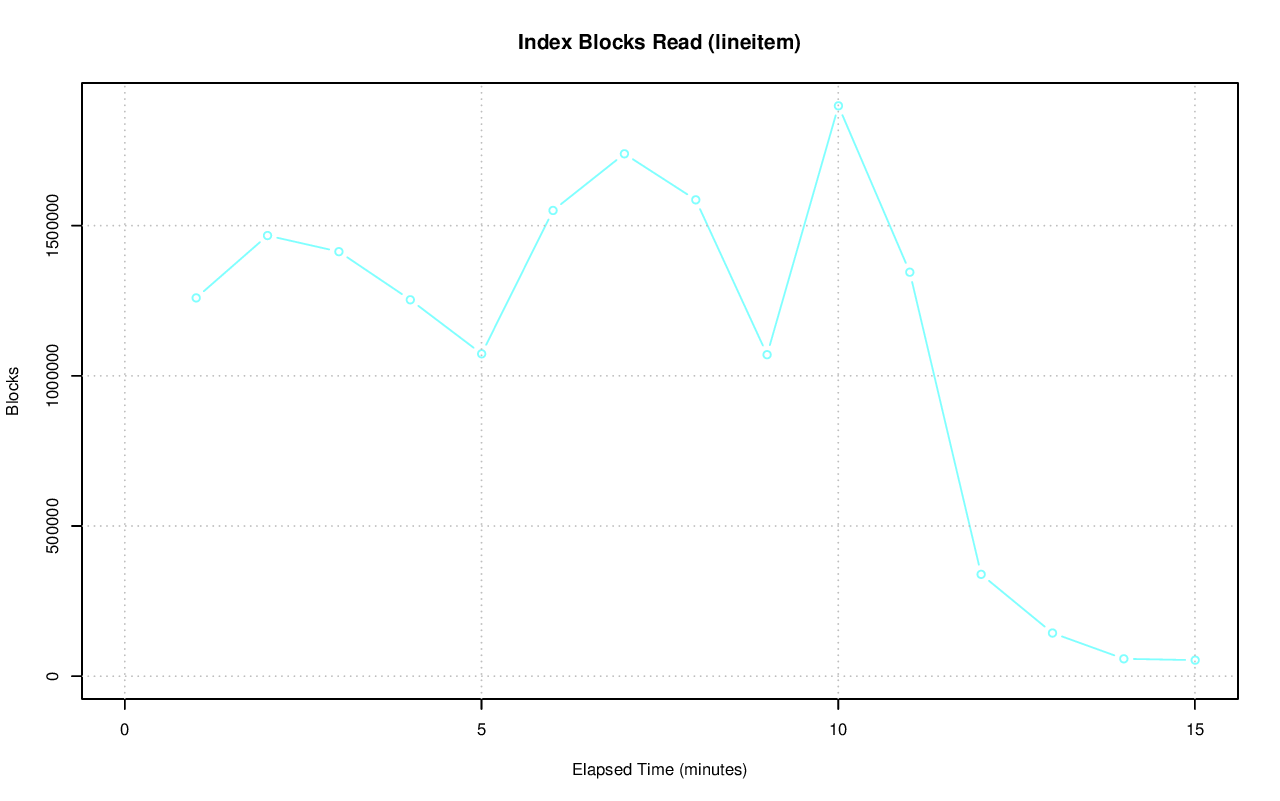 Index Blocks Read (lineitem)
Blocks
1500000
1000000
500000
0
0 5 10 15
Elapsed Time (minutes)